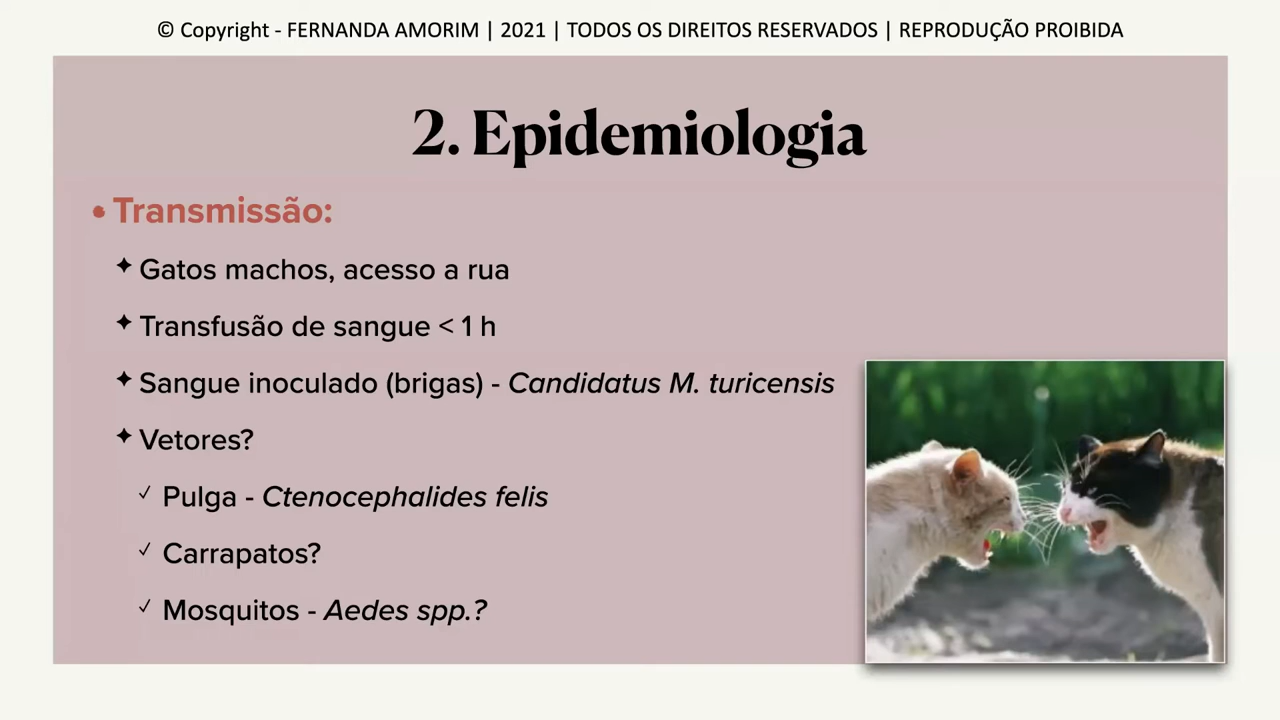 © Copyright - FERNANDA AMORIM | 2021 | TODOS OS DIREITOS RESERVADOS | REPRODUÇÃO PROIBIDA
2. Epidemiologia
• Transmissão:
✦ Gatos machos, acesso a rua
✦ Transfusão de sangue < 1 h
✦ Sangue inoculado (brigas) - Candidatus M. turicensis
✦ Vetores?
✓ Pulga - Ctenocephalides felis
✓ Carrapatos?
✓ Mosquitos - Aedes spp.?